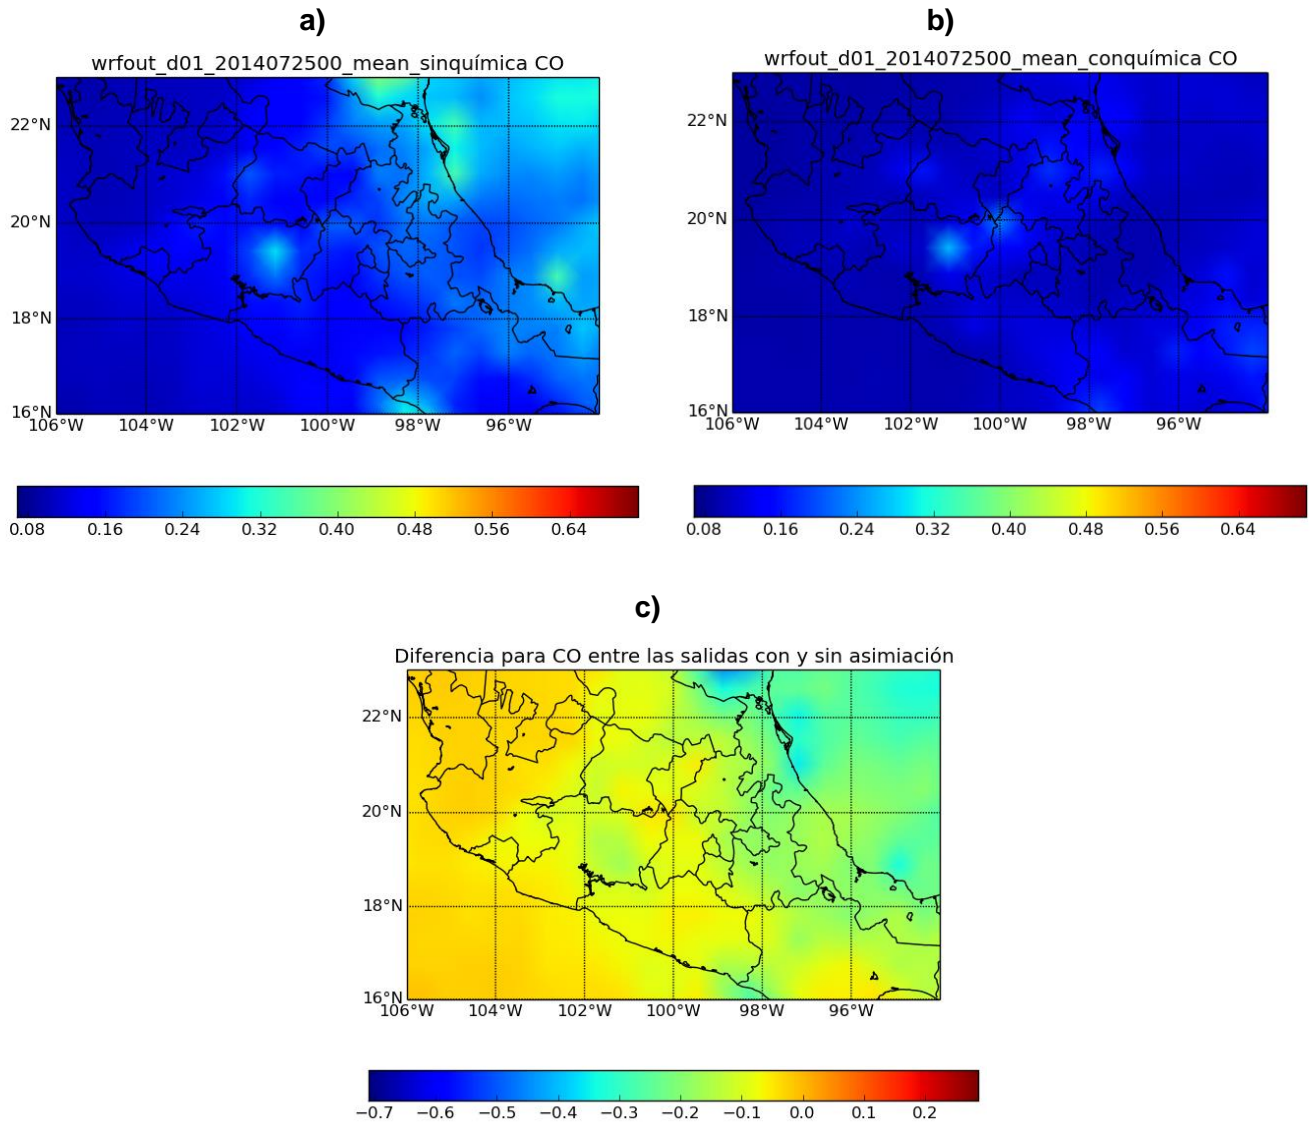 a)
b)
wrfout_d01_2014072500_mean_sinquímica CO
wrfout_d01_2014072500_mean_conquímica CO
22°N
20°N
18°N
16°N
106°W 104°W 102°W 100°W 98°W 96°W
22°N
20°N
18°N
16°N
106°W 104°W 102°W 100°W 98°W 96°W
0.08 0.16 0.24 0.32 0.40 0.48 0.56 0.64
0.08 0.16 0.24 0.32 0.40 0.48 0.56 0.64
c)
Diferencia para CO entre las salidas con y sin asimiación
22°N
20°N
18°N
16°N
106°W 104°W 102°W 100°W 98°W 96°W
−0.7 −0.6 −0.5 −0.4 −0.3 −0.2 −0.1 0.0 0.1 0.2